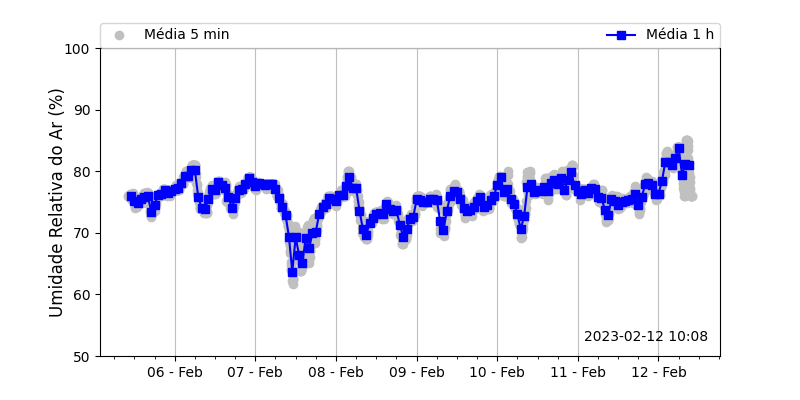 Média 5 min
Média 1 h
100
90
80
70
60
50
Umidade Relativa do Ar (%)
2023-02-12 10:08
06 - Feb
07 - Feb
08 - Feb
09 - Feb
10 - Feb
11 - Feb
12 - Feb